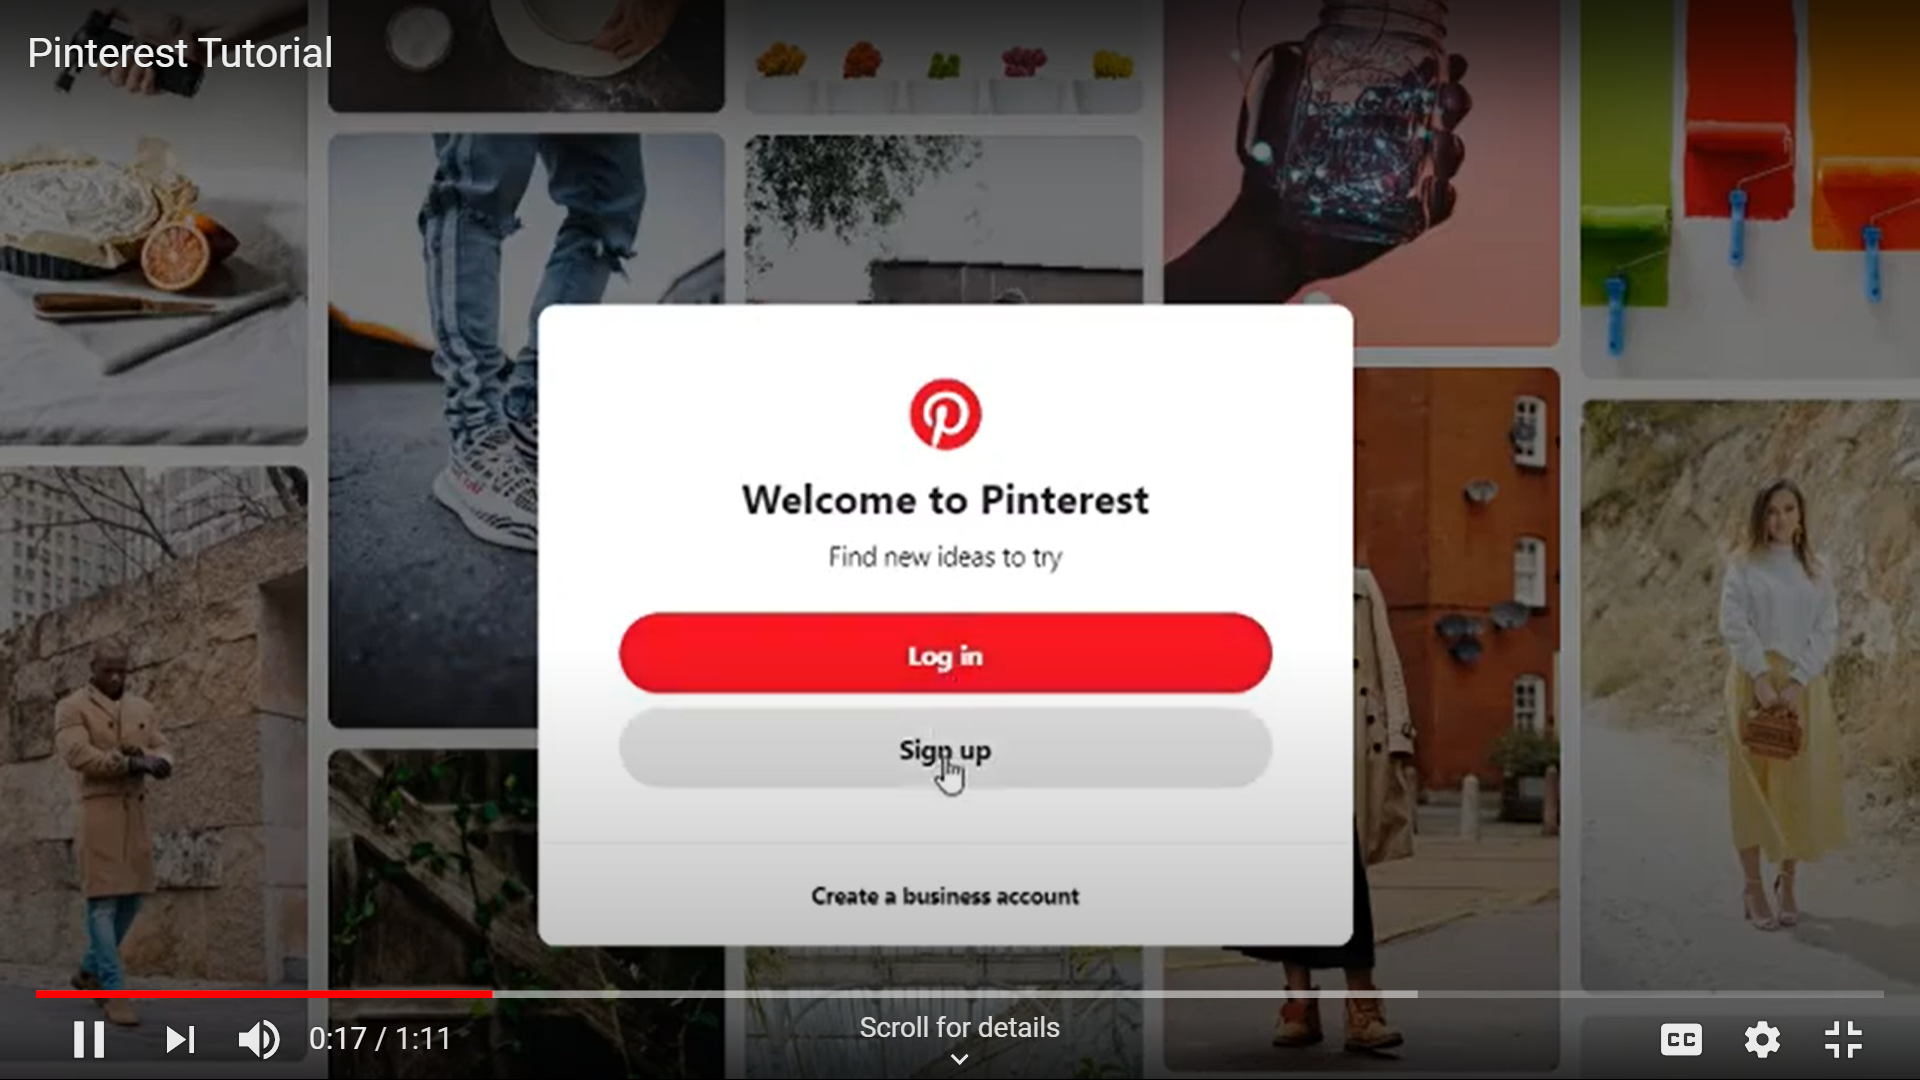 Pinterest Tutorial
Welcome to Pinterest
Find new ideas to try
Log in
Sign up
Create a business account
0:17 / 1:11
Scroll for details
CC